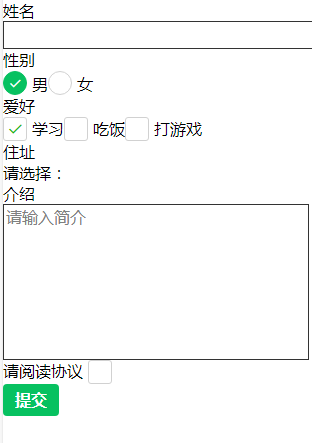 姓名
性别
男 女
爱好
学习 吃饭 打游戏
住址
请选择：
介绍
请输入简介
请阅读协议
提交